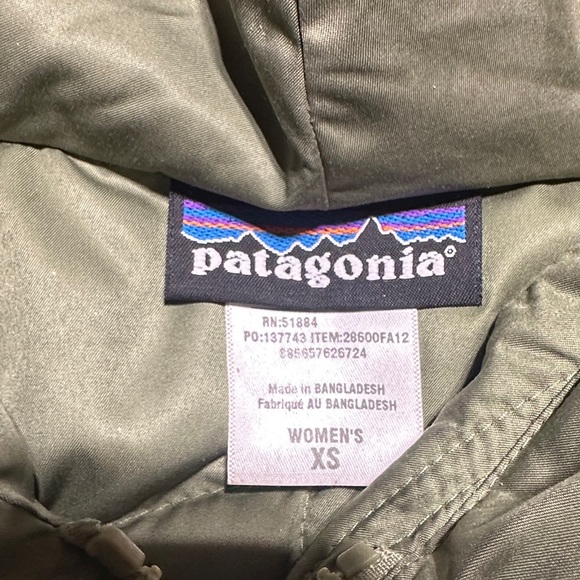 patagonia®
RN:51884
PO:137743 ITEM:28600FA12
885657626724
Made in BANGLADESH
Fabriqué AU BANGLADESH
WOMEN'S
XS